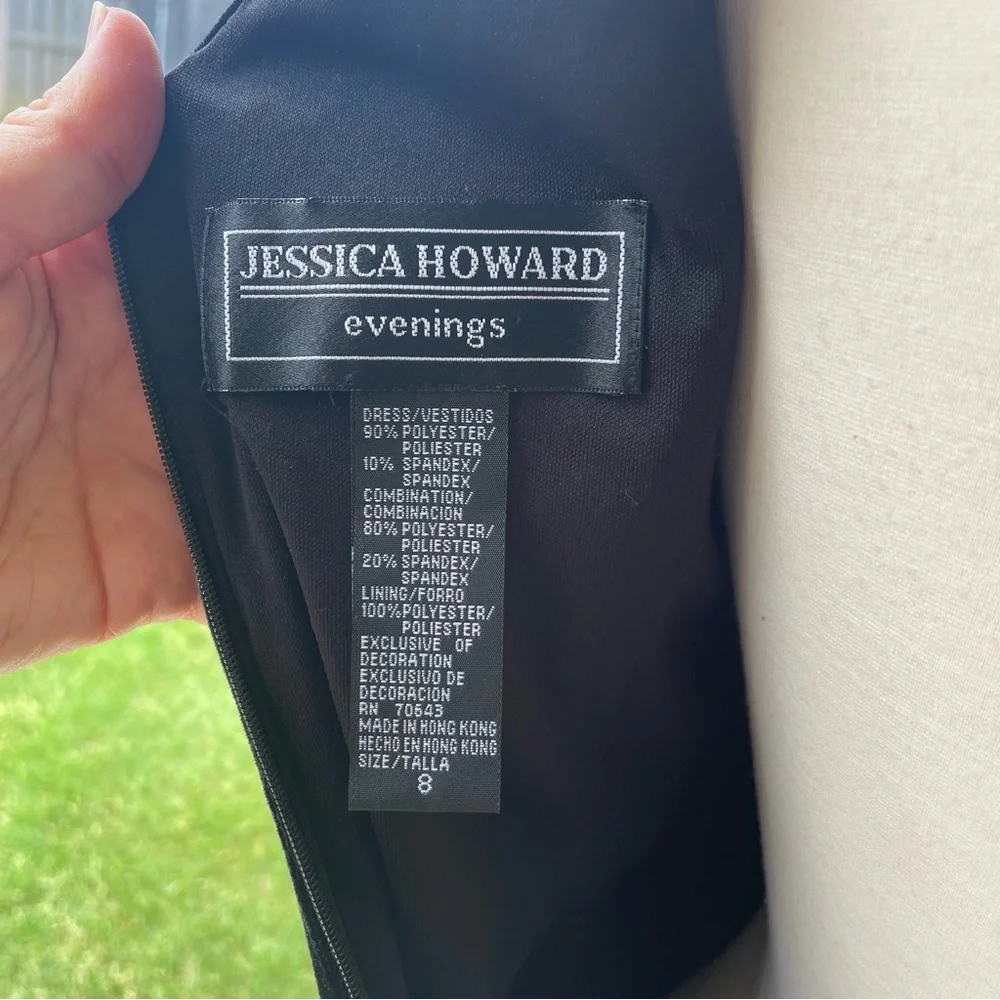 JESSICA HOWARD
evenings
DRESS/VESTIDOS
90% POLYESTER/
POLIESTER
10% SPANDEX/
SPANDEX
COMBINATION/
COMBINACION
80% POLYESTER/
POLIESTER
20% SPANDEX/
SPANDEX
LINING/FORRO
100%POLYESTER/
POLIESTER
EXCLUSIVE OF
DECORATION
EXCLUSIVO DE
DECORACION
RN 70643
MADE IN HONG KONG
HECHO EN HONG KONG
SIZE/TALLA
8